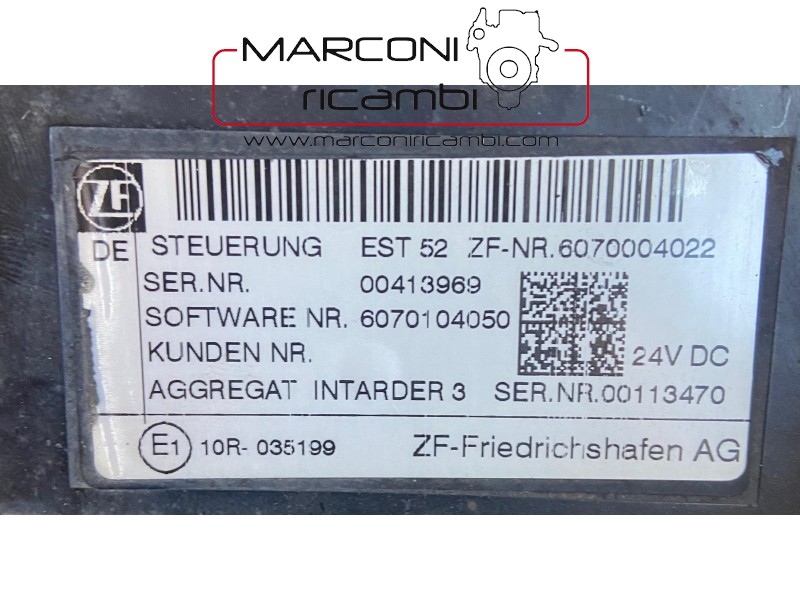 MARCONI
ricambi
www.marconiricambi.com
ZF
DE STEUERUNG EST 52 ZF-NR.6070004022
SER.NR. 00413969
SOFTWARE NR. 6070104050
KUNDEN NR. 24V DC
AGGREGAT INTARDER 3 SER.NR.00113470
E1 10R- 035199 ZF-Friedrichshafen AG